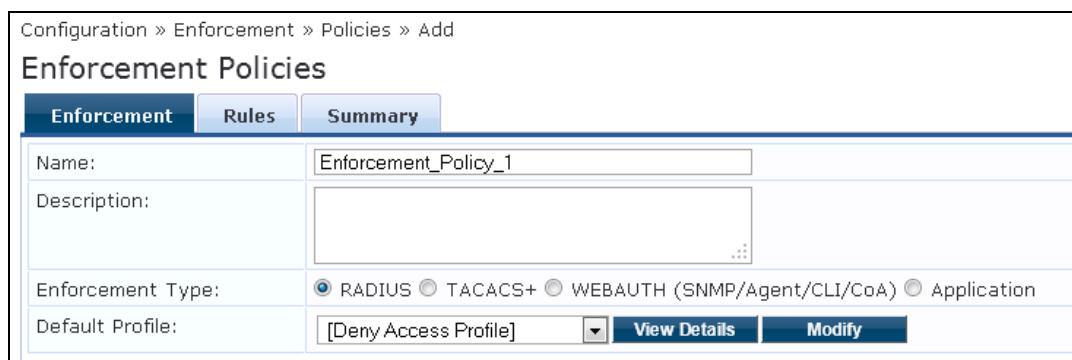 Configuration » Enforcement » Policies » Add
Enforcement Policies
Enforcement Rules Summary
Name: Enforcement_Policy_1
Description:
Enforcement Type: RADIUS TACACS+ WEBAUTH (SNMP/Agent/CLI/CoA) Application
Default Profile: [Deny Access Profile] View Details Modify